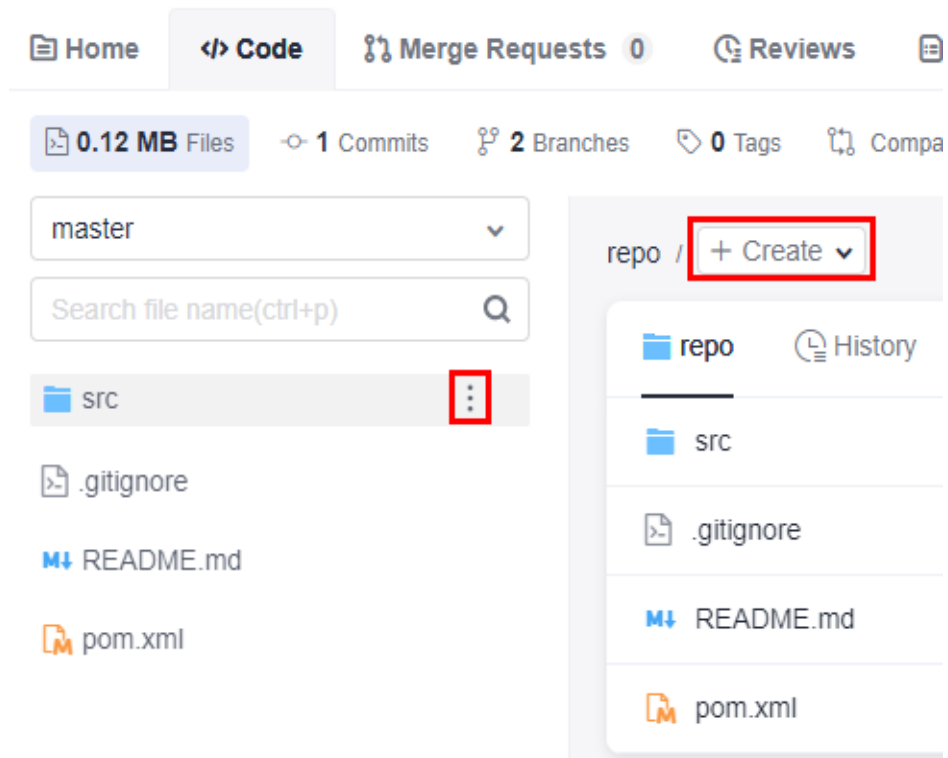 Home Code Merge Requests 0 Reviews
0.12 MB Files 1 Commits 2 Branches 0 Tags
master
Search file name(ctrl+p)
src
.gitignore
M↓ README.md
pom.xml
repo / + Create
repo History
src
.gitignore
M↓ README.md
pom.xml